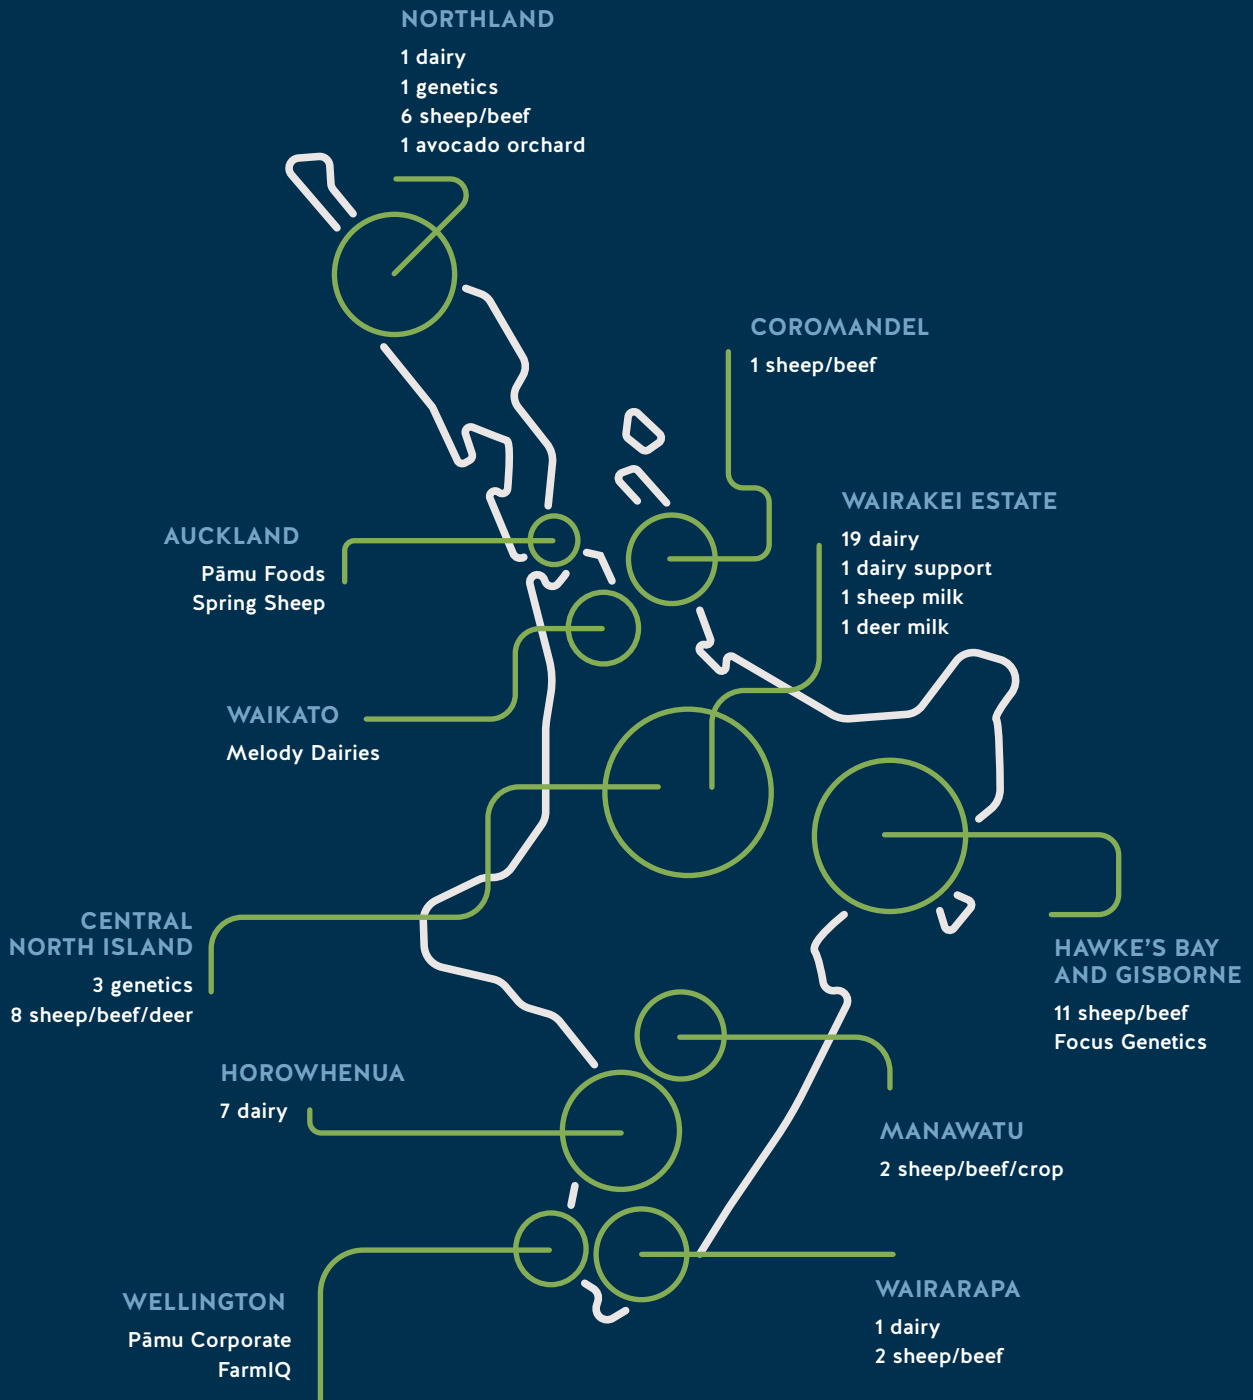 NORTHLAND
1 dairy
1 genetics
6 sheep/beef
1 avocado orchard
COROMANDEL
1 sheep/beef
WAIRAKEI ESTATE
19 dairy
1 dairy support
1 sheep milk
1 deer milk
AUCKLAND
Pāmu Foods
Spring Sheep
WAIKATO
Melody Dairies
CENTRAL
NORTH ISLAND
3 genetics
8 sheep/beef/deer
HAWKE’S BAY
AND GISBORNE
11 sheep/beef
Focus Genetics
HOROWHENUA
7 dairy
MANAWATU
2 sheep/beef/crop
WELLINGTON
Pāmu Corporate
FarmIQ
WAIRARAPA
1 dairy
2 sheep/beef